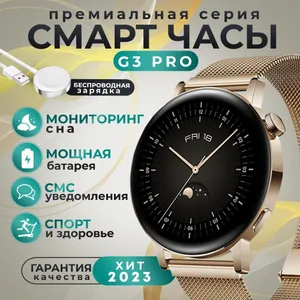 премиальная серия
СМАРТ ЧАСЫ
G3 PRO
БЕСПРОВОДНАЯ
зарядка
МОНИТОРИНГ
сна
МОЩНАЯ
батарея
СМС
уведомления
СПОРТ
и здоровье
ГАРАНТИЯ
качества
ХИТ
2023
FRI 18